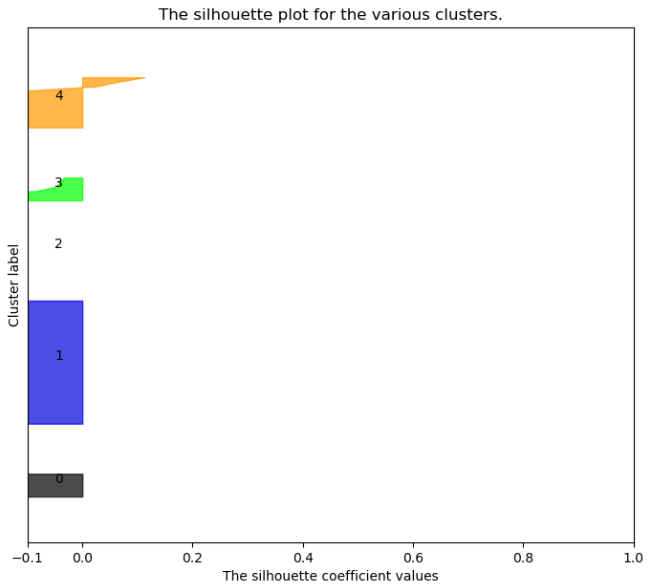 The silhouette plot for the various clusters.
Cluster label
4
3
2
1
0
−0.1 0.0 0.2 0.4 0.6 0.8 1.0
The silhouette coefficient values